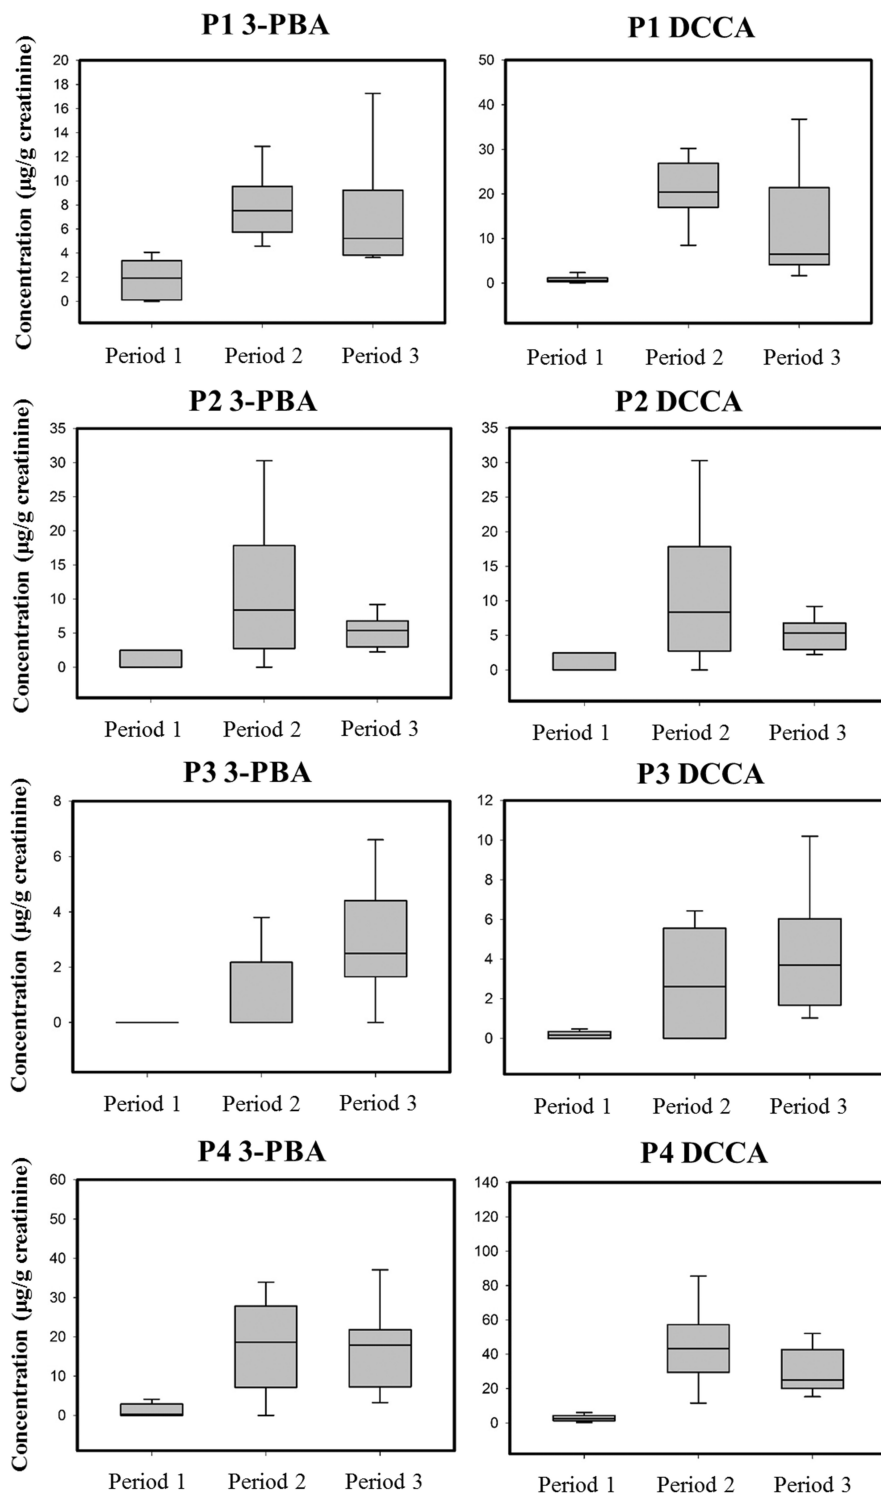 P1 3-PBA
P1 DCCA
Concentration (µg/g creatinine)
20
18
16
14
12
10
8
6
4
2
0
50
40
30
20
10
0
Period 1
Period 2
Period 3
Period 1
Period 2
Period 3
P2 3-PBA
P2 DCCA
Concentration (µg/g creatinine)
35
30
25
20
15
10
5
0
35
30
25
20
15
10
5
0
Period 1
Period 2
Period 3
Period 1
Period 2
Period 3
P3 3-PBA
P3 DCCA
Concentration (µg/g creatinine)
8
6
4
2
0
12
10
8
6
4
2
0
Period 1
Period 2
Period 3
Period 1
Period 2
Period 3
P4 3-PBA
P4 DCCA
Concentration (µg/g creatinine)
60
50
40
30
20
10
0
140
120
100
80
60
40
20
0
Period 1
Period 2
Period 3
Period 1
Period 2
Period 3